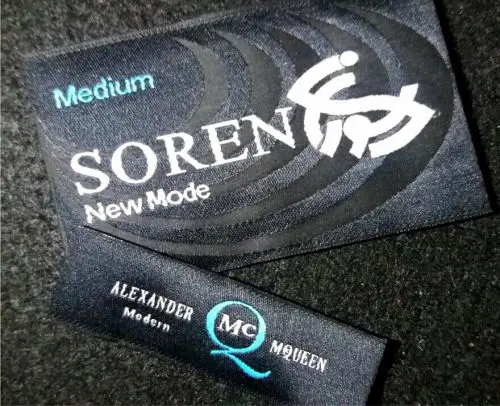 Medium
SOREN
New Mode
ALEXANDER
Modern
Mc
Q
MQUEEN